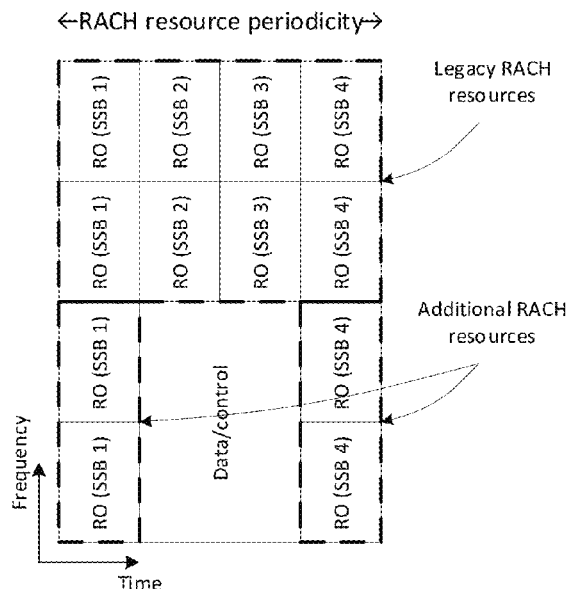 ←RACH resource periodicity→
Legacy RACH
resources
RO (SSB 1)
RO (SSB 2)
RO (SSB 3)
RO (SSB 4)
RO (SSB 1)
RO (SSB 2)
RO (SSB 3)
RO (SSB 4)
Additional RACH
resources
RO (SSB 1)
RO (SSB 4)
Data/control
RO (SSB 1)
RO (SSB 4)
Frequency
Time